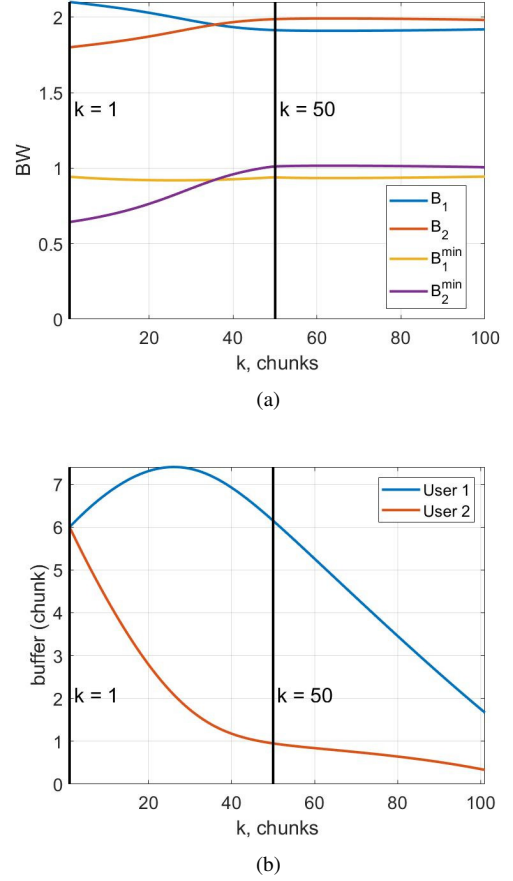 2
1.5
1
0.5
0
BW
k = 1
k = 50
B₁
B₂
B₁ᵐⁱⁿ
B₂ᵐⁱⁿ
20
40
60
80
100
k, chunks
(a)
7
6
5
4
3
2
1
0
buffer (chunk)
User 1
User 2
k = 1
k = 50
20
40
60
80
100
k, chunks
(b)